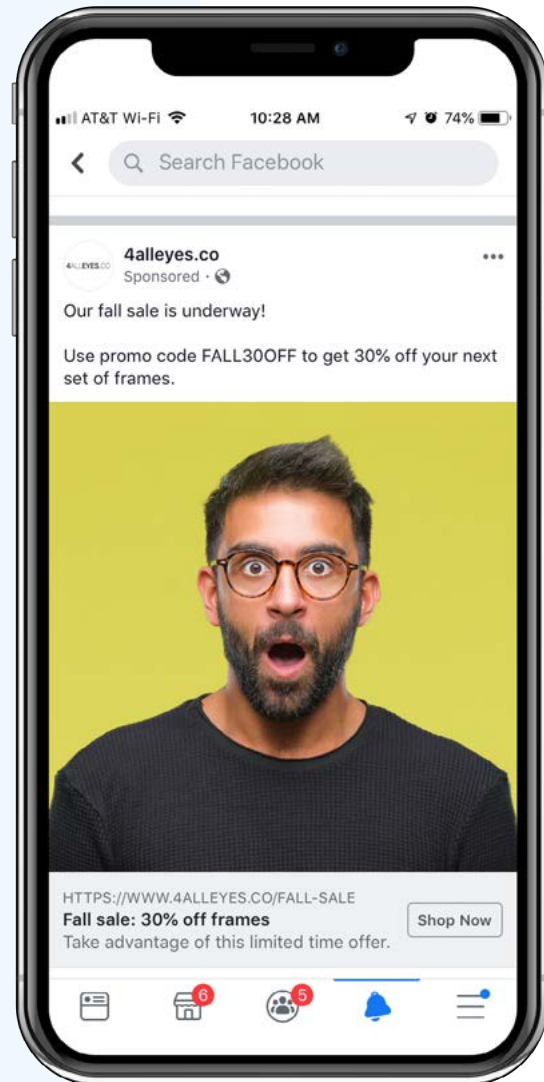 AT&T Wi-Fi 10:28 AM 74%
Search Facebook
4ALLEYES.CO
4alleyes.co
Sponsored ·
Our fall sale is underway!
Use promo code FALL30OFF to get 30% off your next
set of frames.
HTTPS://WWW.4ALLEYES.CO/FALL-SALE
Fall sale: 30% off frames
Take advantage of this limited time offer.
Shop Now
6
5